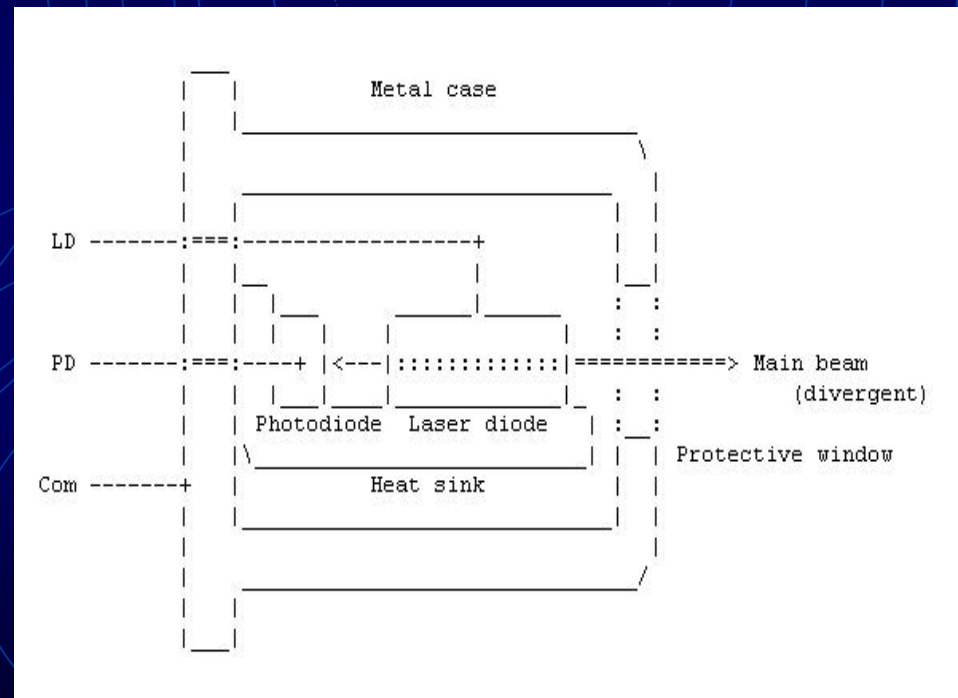 Metal case
LD
PD
Main beam
(divergent)
Photodiode Laser diode
Protective window
Com
Heat sink